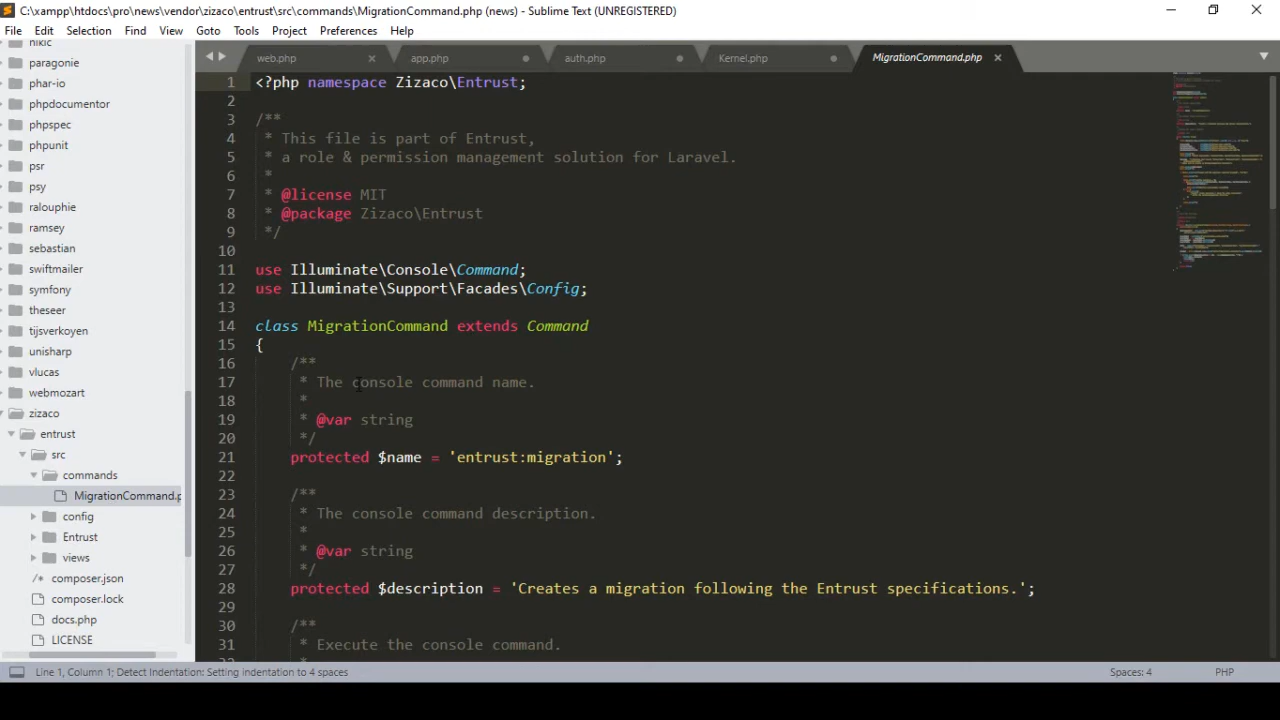 C:\xampp\htdocs\pro\news\vendor\zizaco\entrust\src\commands\MigrationCommand.php (news) - Sublime Text (UNREGISTERED)
File Edit Selection Find View Goto Tools Project Preferences Help
nikic
paragonie
phar-io
phpdocumentor
phpspec
phpunit
psr
psy
ralouphie
ramsey
sebastian
swiftmailer
symfony
theseer
tijsverkoyen
unisharp
vlucas
webmozart
zizaco
entrust
src
commands
MigrationCommand.p
config
Entrust
views
/* composer.json
composer.lock
docs.php
LICENSE
web.php app.php auth.php Kernel.php MigrationCommand.php
1 <?php namespace Zizaco\Entrust;
2
3 /**
4 * This file is part of Entrust,
5 * a role & permission management solution for Laravel.
6 *
7 * @license MIT
8 * @package Zizaco\Entrust
9 */
10
11 use Illuminate\Console\Command;
12 use Illuminate\Support\Facades\Config;
13
14 class MigrationCommand extends Command
15 {
16 /**
17 * The console command name.
18 *
19 * @var string
20 */
21 protected $name = 'entrust:migration';
22
23 /**
24 * The console command description.
25 *
26 * @var string
27 */
28 protected $description = 'Creates a migration following the Entrust specifications.';
29
30 /**
31 * Execute the console command.
Line 1, Column 1; Detect Indentation: Setting indentation to 4 spaces
Spaces: 4
PHP